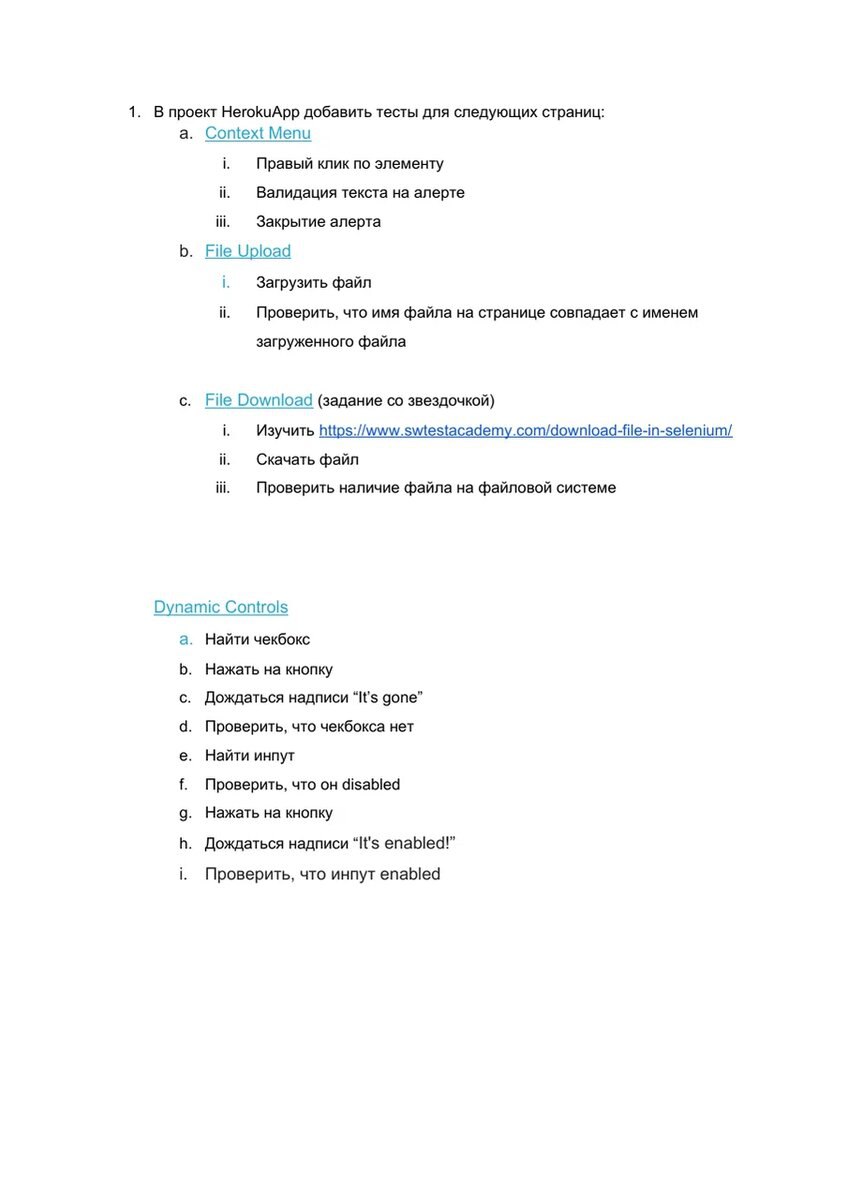 1. В проект HerokuApp добавить тесты для следующих страниц:
a. Context Menu
i. Правый клик по элементу
ii. Валидация текста на алерте
iii. Закрытие алерта
b. File Upload
i. Загрузить файл
ii. Проверить, что имя файла на странице совпадает с именем
загруженного файла
c. File Download (задание со звездочкой)
i. Изучить https://www.swtestacademy.com/download-file-in-selenium/
ii. Скачать файл
iii. Проверить наличие файла на файловой системе
Dynamic Controls
a. Найти чекбокс
b. Нажать на кнопку
c. Дождаться надписи “It’s gone”
d. Проверить, что чекбокса нет
e. Найти инпут
f. Проверить, что он disabled
g. Нажать на кнопку
h. Дождаться надписи “It's enabled!”
i. Проверить, что инпут enabled